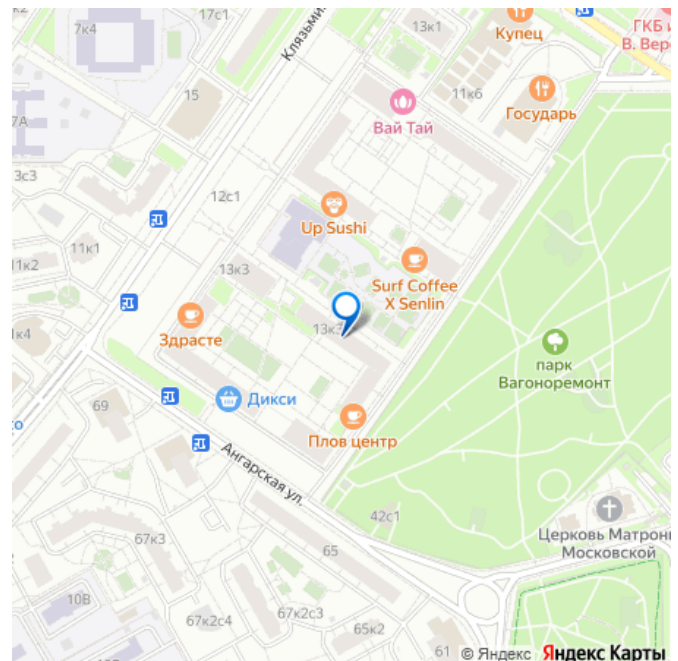 17с1
7к4
13к1
Купец
ГКБ и
В. Вер
Клязьми
15
11к6
Государь
Вай Тай
7А
3с3
12с1
Up Sushi
11к1
11к2
13к3
Surf Coffee
X Senlin
Здрасте
13к3
1к4
парк
Вагоноремонт
69
Дикси
Плов центр
Ангарская ул.
42с1
Церковь Матроны
Московской
67к3
65
10В
67к2с4
67к2с3
65к2
61
© Яндекс Яндекс Карты